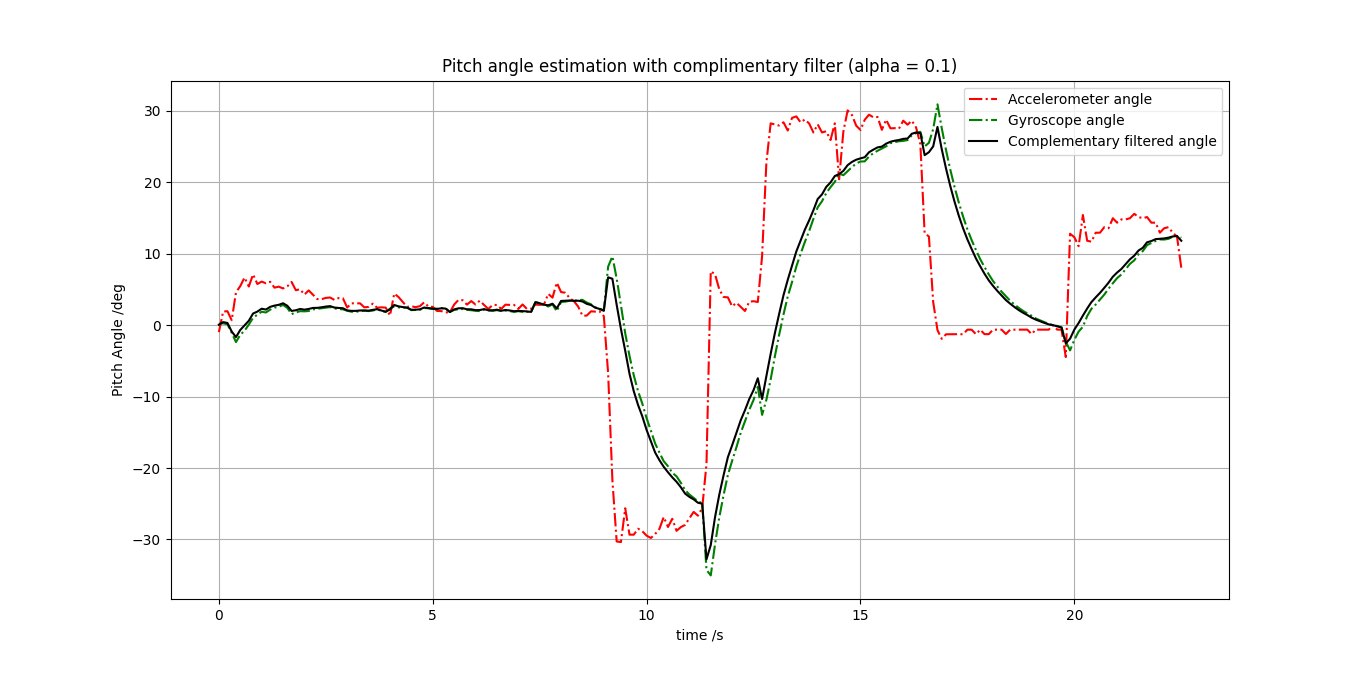 Pitch angle estimation with complimentary filter (alpha = 0.1)
Accelerometer angle
Gyroscope angle
Complementary filtered angle
Pitch Angle /deg
30
20
10
0
−10
−20
−30
0 5 10 15 20
time /s